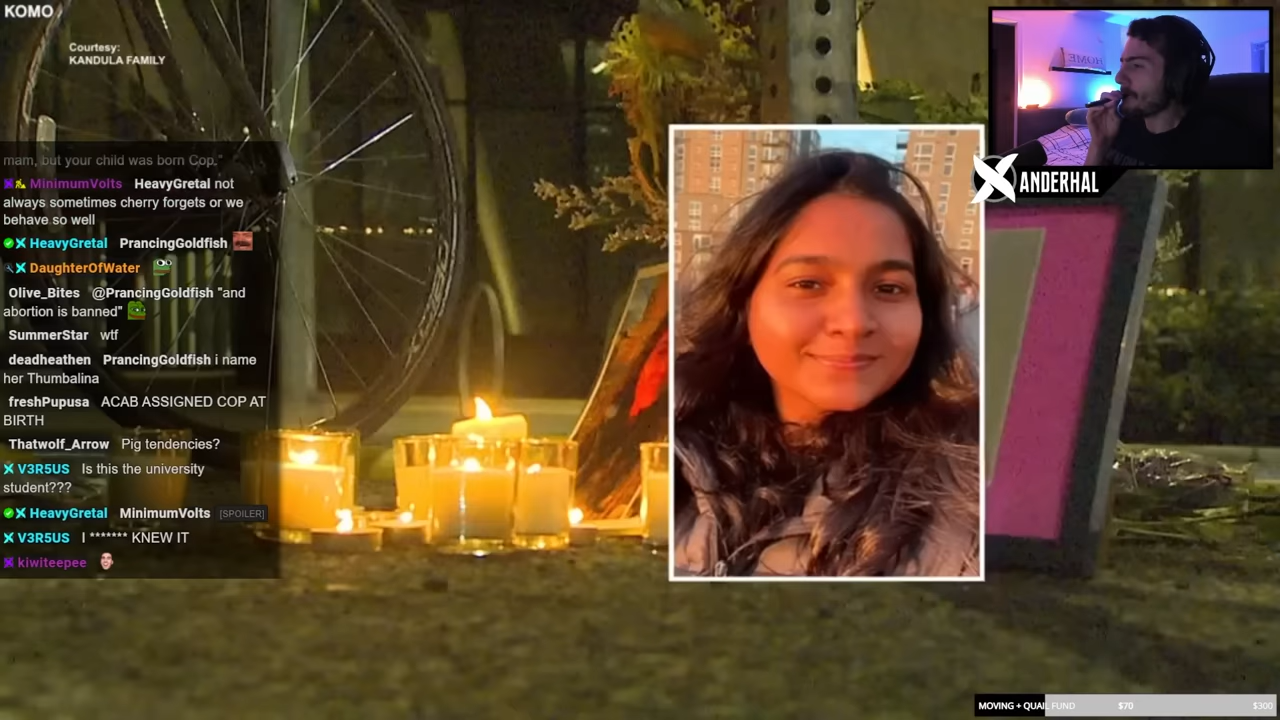 KOMO
Courtesy:
KANDULA FAMILY
mam, but your child was born Cop."
MinimumVolts HeavyGretal not
always sometimes cherry forgets or we
behave so well
HeavyGretal PrancingGoldfish
DaughterOfWater
Olive_Bites @PrancingGoldfish "and
abortion is banned"
SummerStar wtf
deadheathen PrancingGoldfish i name
her Thumbalina
freshPupusa ACAB ASSIGNED COP AT
BIRTH
Thatwolf_Arrow Pig tendencies?
V3R5US Is this the university
student???
HeavyGretal MinimumVolts [SPOILER]
V3R5US I ******* KNEW IT
kiwiteepee
HOME
XANDERHAL
MOVING + QUAIL FUND $70 $300